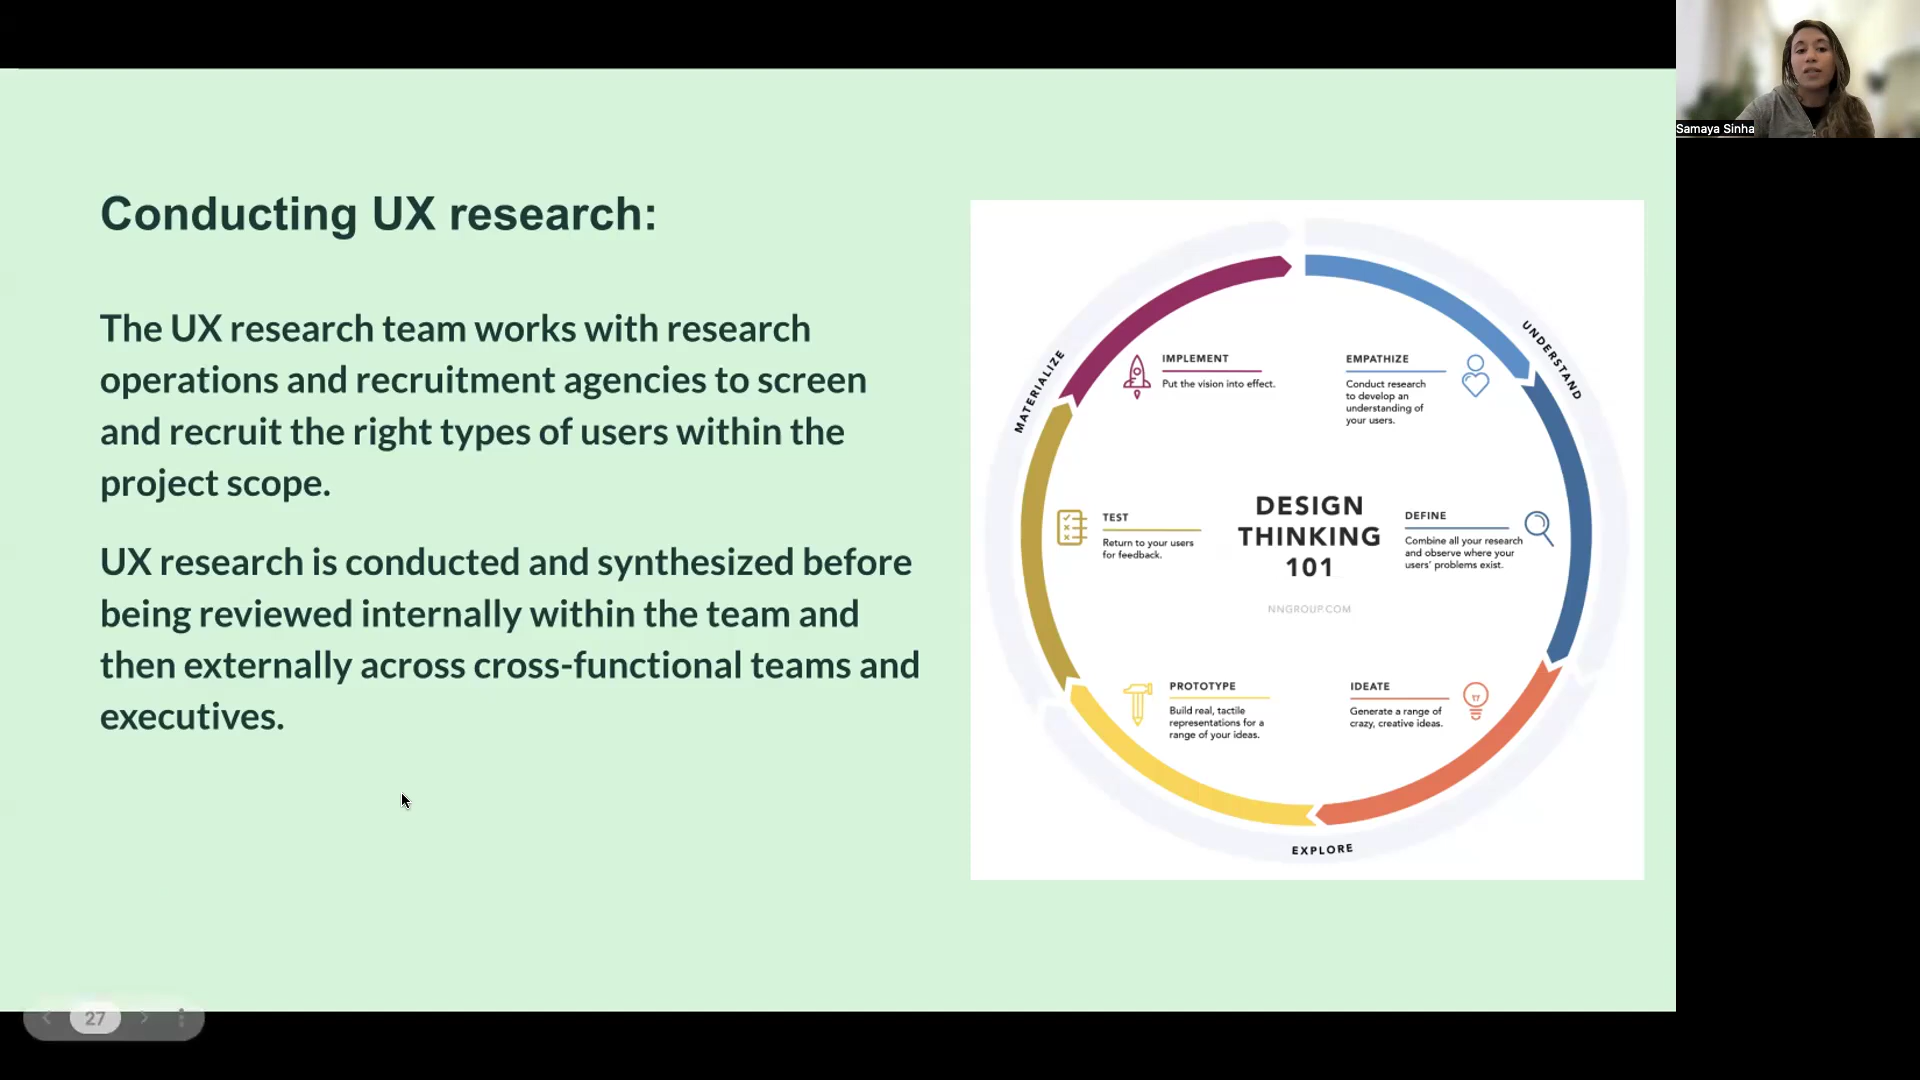 Samaya Sinha
Conducting UX research:
The UX research team works with research
operations and recruitment agencies to screen
and recruit the right types of users within the
project scope.
UX research is conducted and synthesized before
being reviewed internally within the team and
then externally across cross-functional teams and
executives.
MATERIALIZE
UNDERSTAND
IMPLEMENT
Put the vision into effect.
EMPATHIZE
Conduct research
to develop an
understanding of
your users.
TEST
Return to your users
for feedback.
DESIGN
THINKING
101
NNGROUP.COM
DEFINE
Combine all your research
and observe where your
users' problems exist.
PROTOTYPE
Build real, tactile
representations for a
range of your ideas.
IDEATE
Generate a range of
crazy, creative ideas.
EXPLORE
27